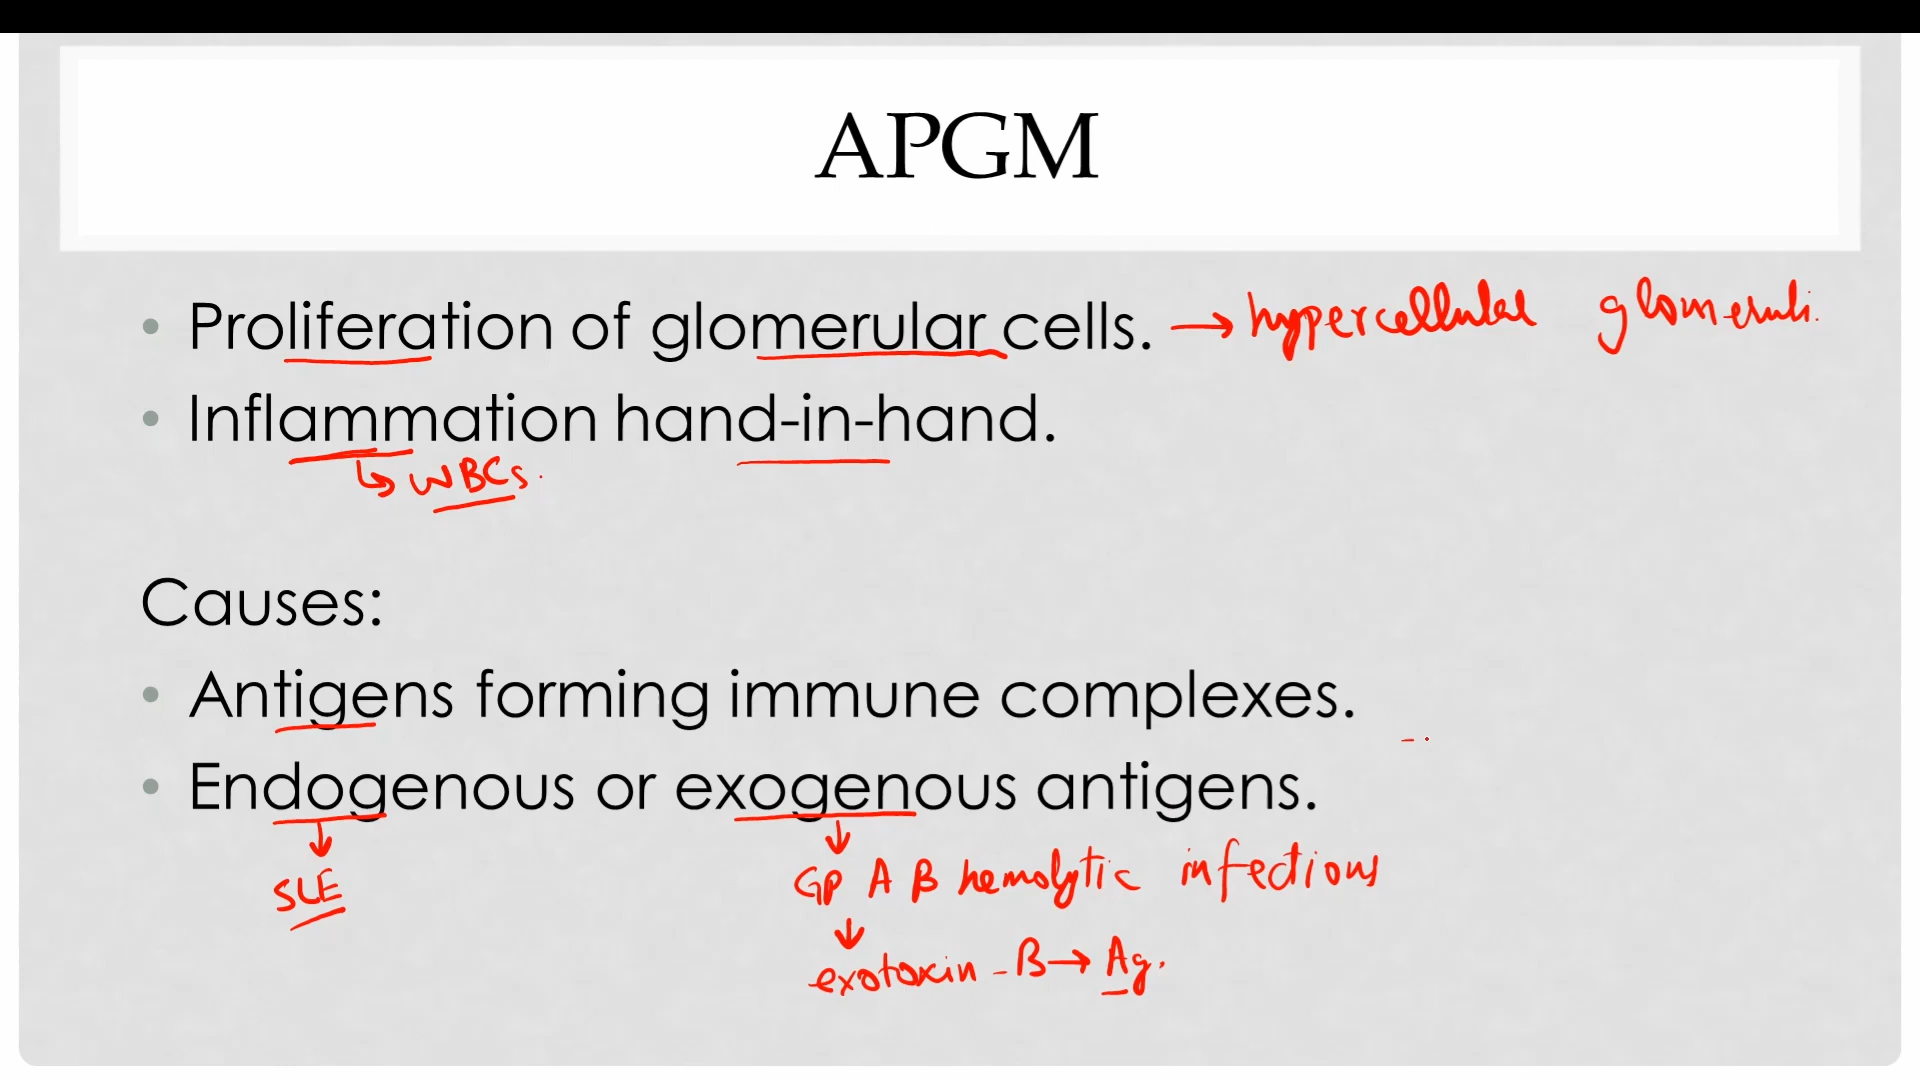 APGM
• Proliferation of glomerular cells. → hypercellular glomeruli.
• Inflammation hand-in-hand.
↳ WBCs.
Causes:
• Antigens forming immune complexes.
• Endogenous or exogenous antigens.
↓ ↓
SLE GP A B hemolytic infections
↓
exotoxin - B → Ag.